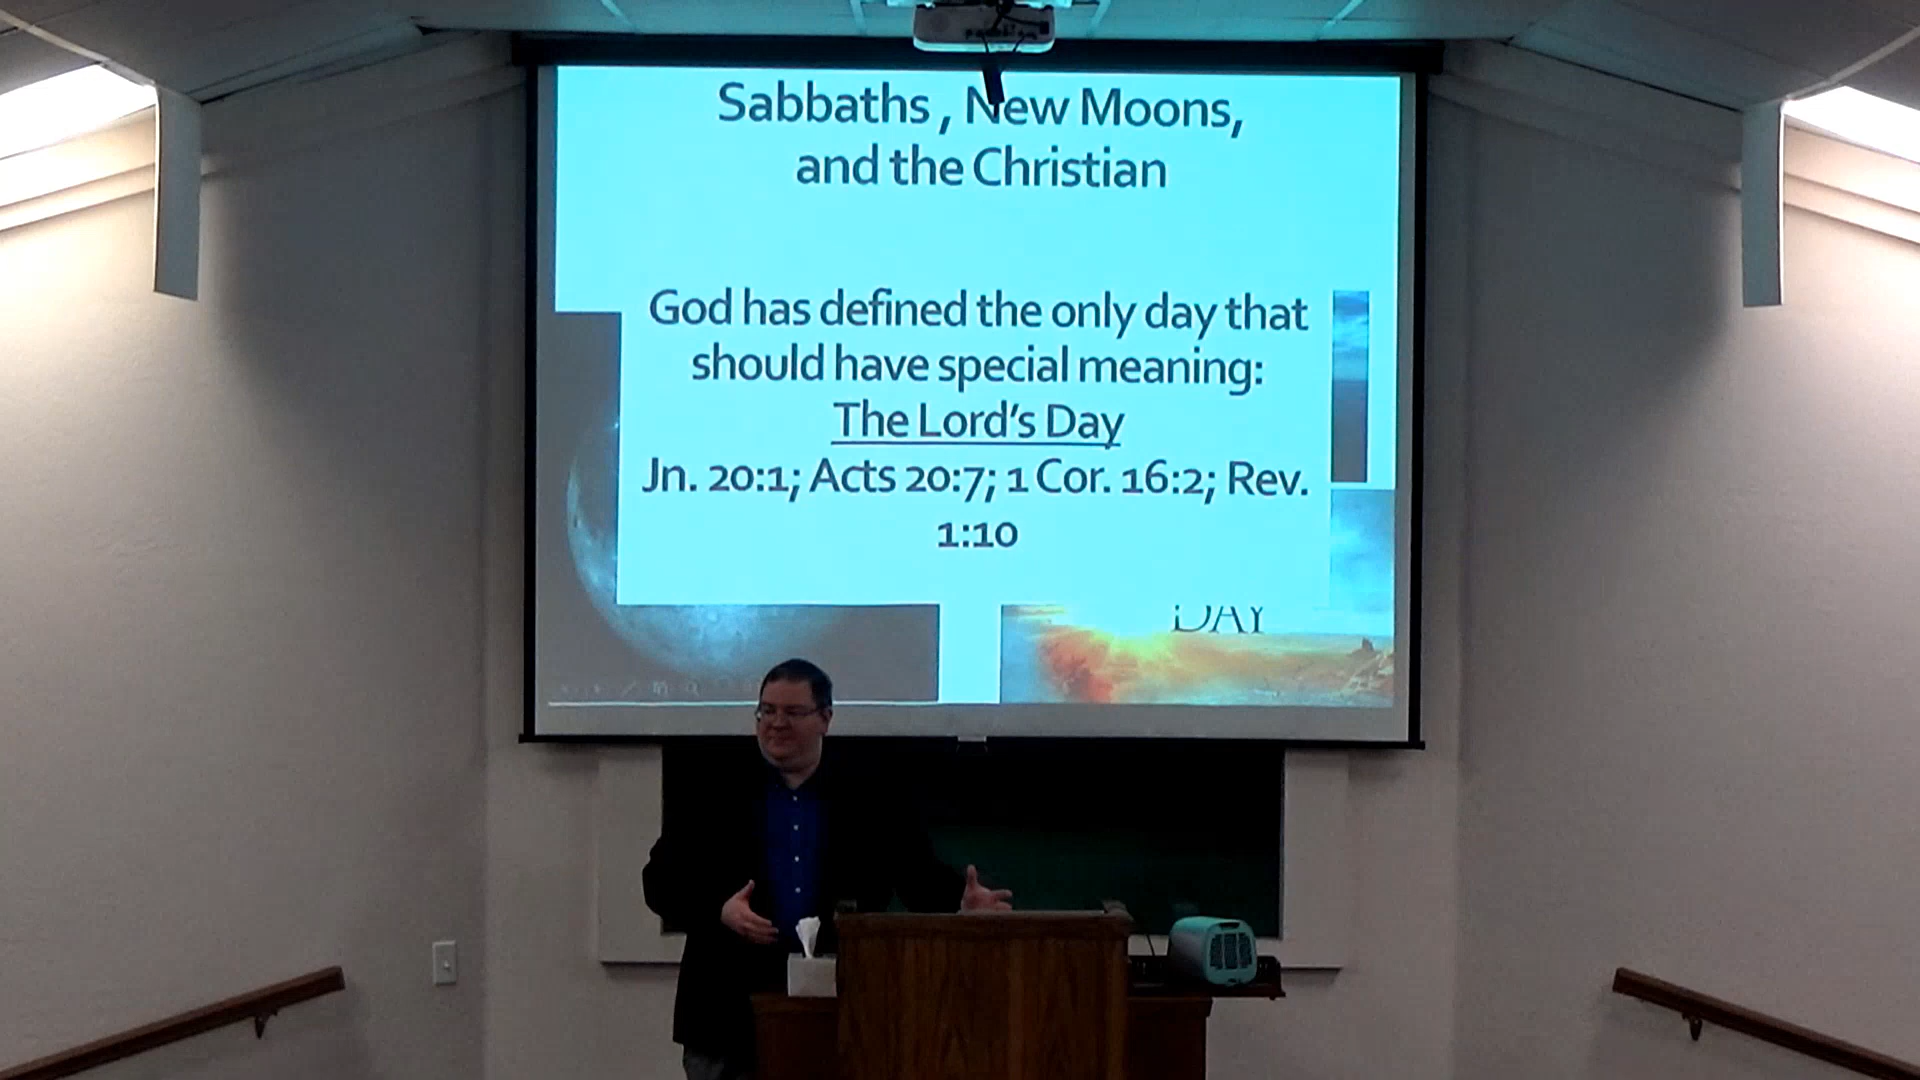 Sabbaths , New Moons,
and the Christian
God has defined the only day that
should have special meaning:
The Lord's Day
Jn. 20:1; Acts 20:7; 1 Cor. 16:2; Rev.
1:10
DAY